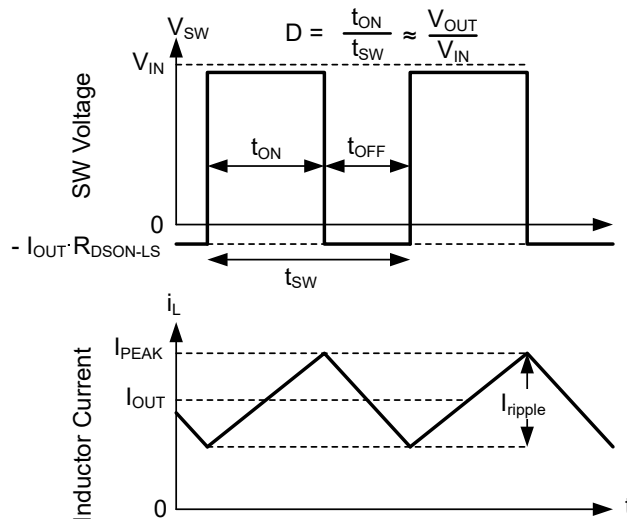 V_SW
D = t_ON / t_SW ≈ V_OUT / V_IN
V_IN
SW Voltage
t_ON
t_OFF
0
- I_OUT·R_DSON-LS
t_SW
i_L
I_PEAK
Inductor Current
I_OUT
I_ripple
0
t